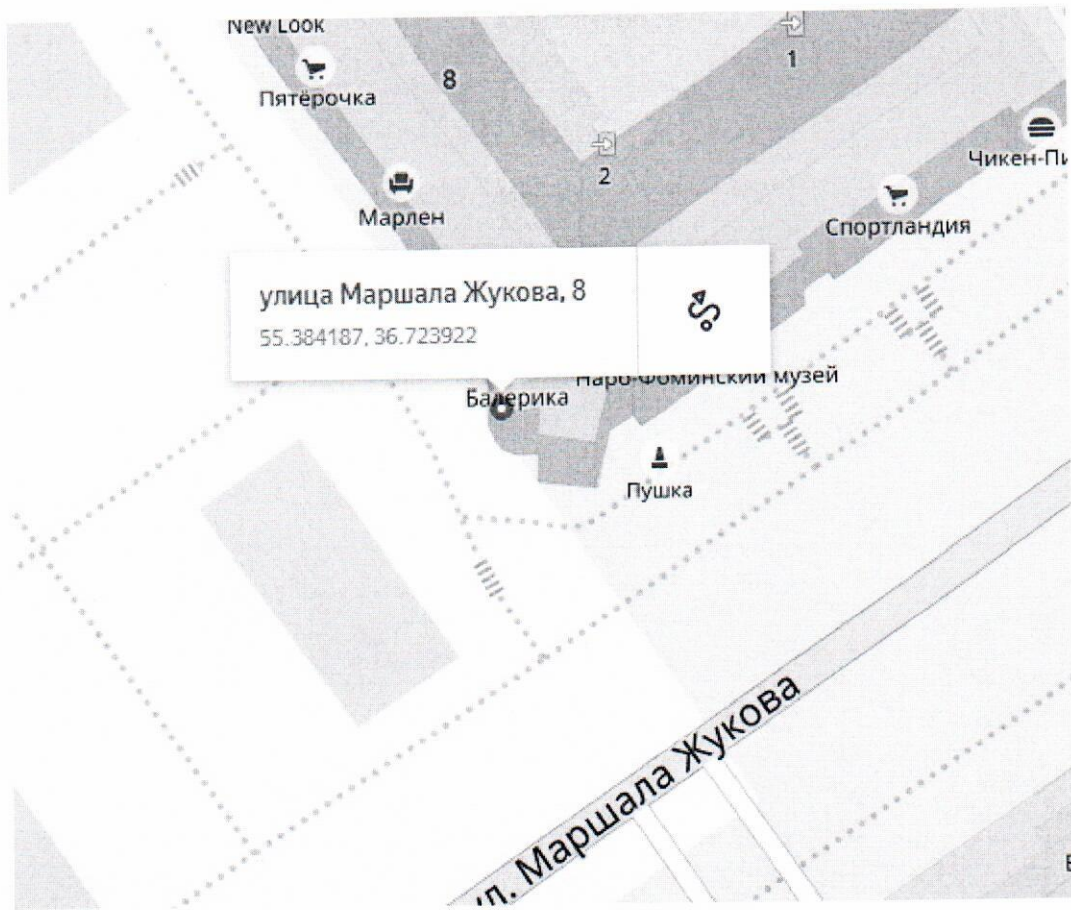 New Look
1
Пятёрочка
8
2
Чикен-Пи
Марлен
Спортландия
улица Маршала Жукова, 8
55.384187, 36.723922
Наро-Фоминский музей
Балерика
Пушка
ул. Маршала Жукова